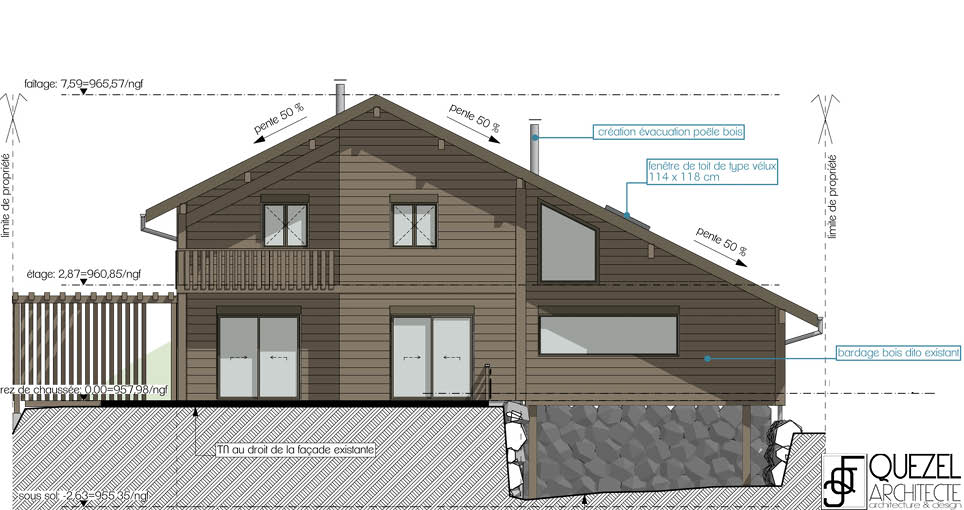 faîtage: 7,59=965,57/ngf
pente 50 %
pente 50 %
création évacuation poêle bois
fenêtre de toit de type vélux
114 x 118 cm
limite de propriété
limite de propriété
pente 50 %
étage: 2,87=960,85/ngf
bardage bois dito existant
rez de chaussée: 0,00=957,98/ngf
TN au droit de la façade existante
sous sol: -2,63=955,35/ngf
QUEZEL
ARCHITECTE
architecture & design